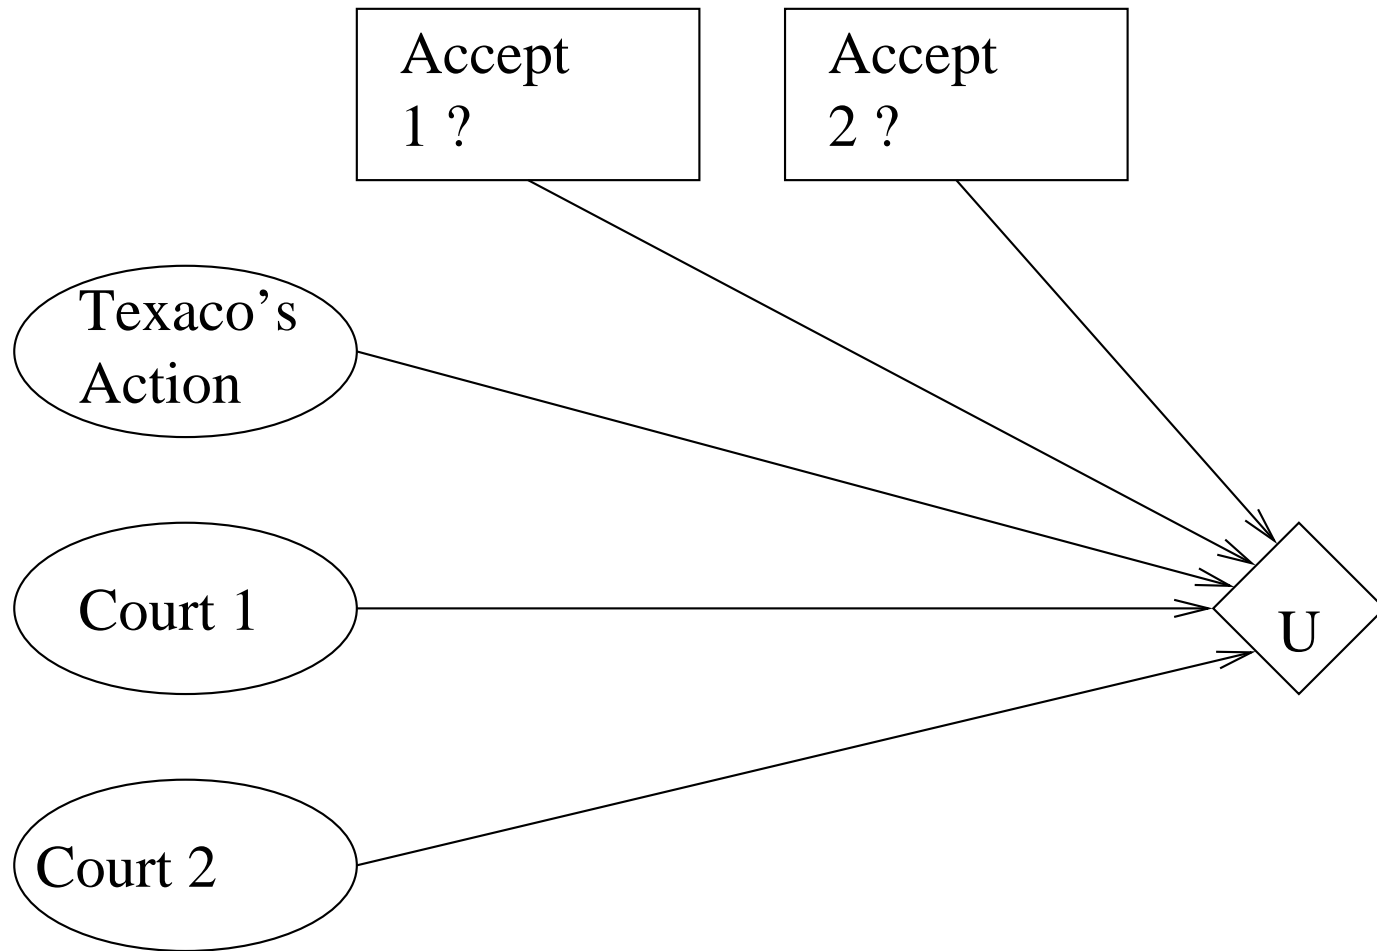 Accept
1 ?
Accept
2 ?
Texaco’s
Action
Court 1
U
Court 2